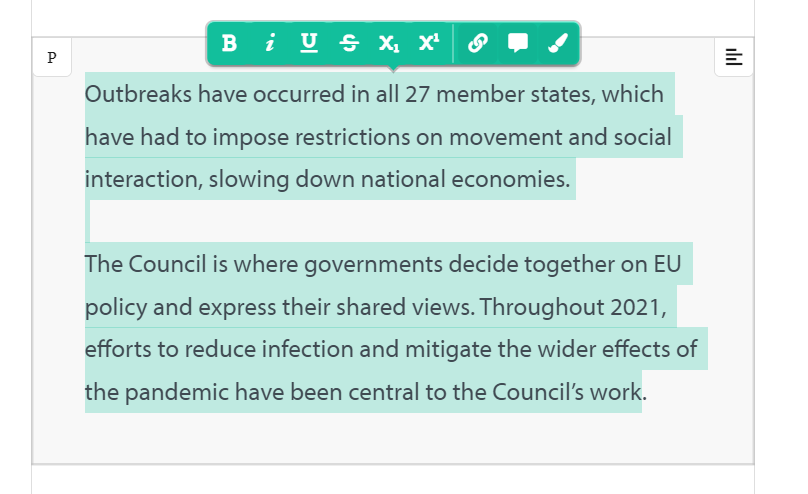 B i U S X₁ X¹
P
Outbreaks have occurred in all 27 member states, which
have had to impose restrictions on movement and social
interaction, slowing down national economies.
The Council is where governments decide together on EU
policy and express their shared views. Throughout 2021,
efforts to reduce infection and mitigate the wider effects of
the pandemic have been central to the Council’s work.